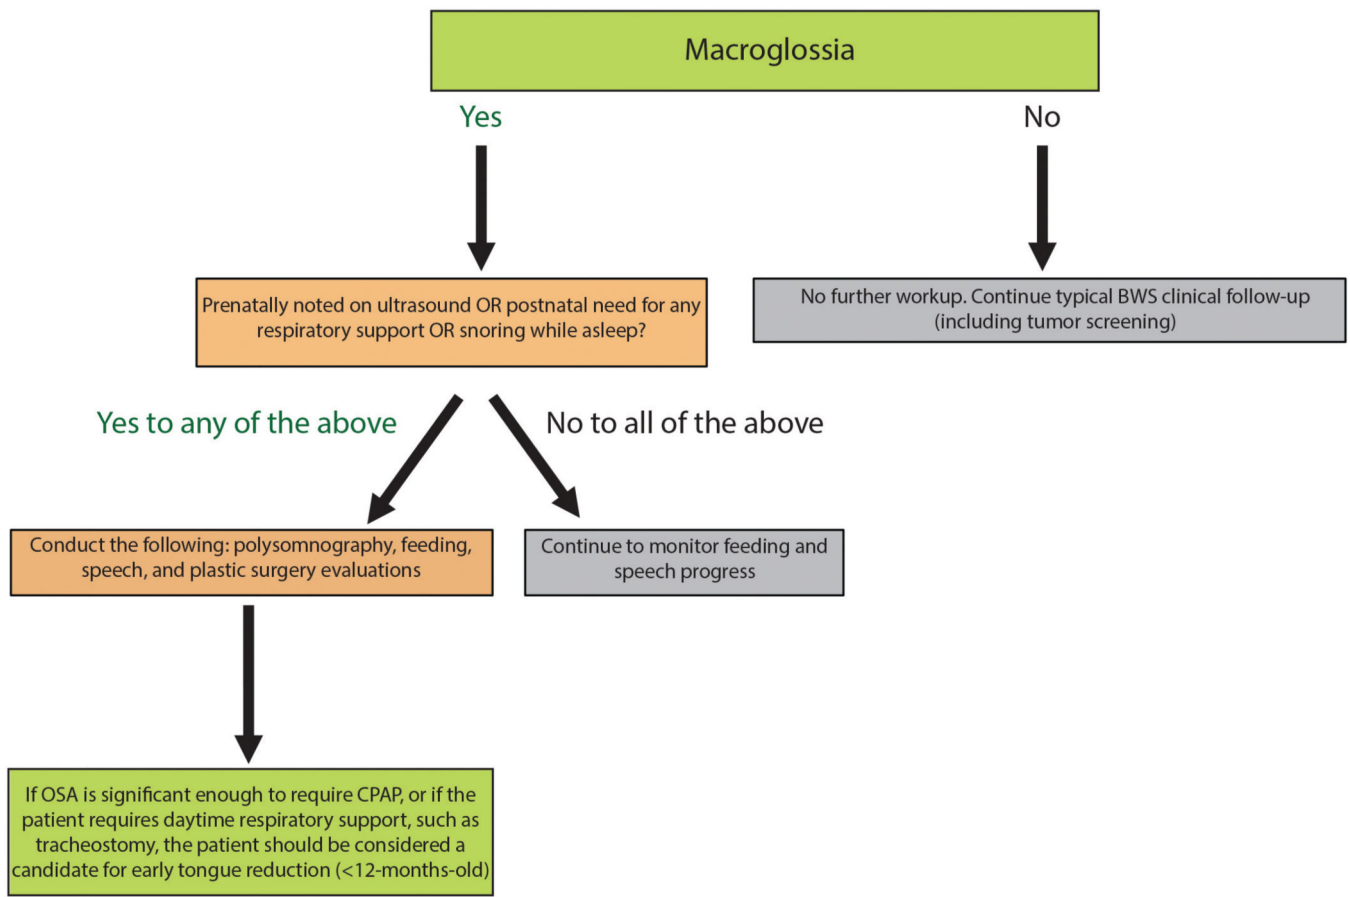 Macroglossia
Yes
No
Prenatally noted on ultrasound OR postnatal need for any
respiratory support OR snoring while asleep?
No further workup. Continue typical BWS clinical follow-up
(including tumor screening)
Yes to any of the above
No to all of the above
Conduct the following: polysomnography, feeding,
speech, and plastic surgery evaluations
Continue to monitor feeding and
speech progress
If OSA is significant enough to require CPAP, or if the
patient requires daytime respiratory support, such as
tracheostomy, the patient should be considered a
candidate for early tongue reduction (<12-months-old)